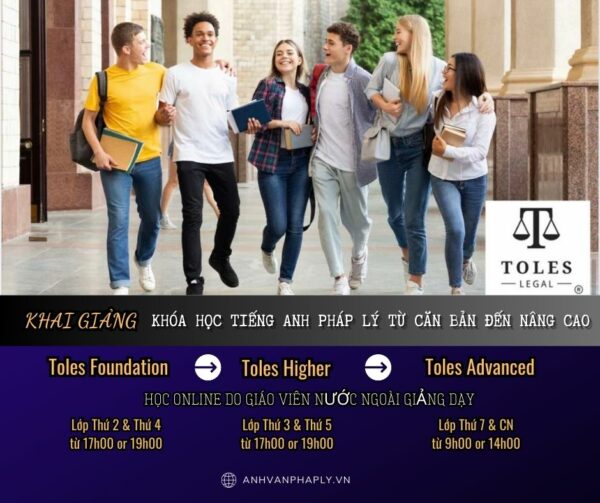 TOLES
LEGAL
®
KHAI GIẢNG KHÓA HỌC TIẾNG ANH PHÁP LÝ TỪ CĂN BẢN ĐẾN NÂNG CAO
Toles Foundation Toles Higher Toles Advanced
HỌC ONLINE DO GIÁO VIÊN NƯỚC NGOÀI GIẢNG DẠY
Lớp Thứ 2 & Thứ 4 Lớp Thứ 3 & Thứ 5 Lớp Thứ 7 & CN
từ 17h00 or 19h00 từ 17h00 or 19h00 từ 9h00 or 14h00
ANHVANPHAPLY.VN